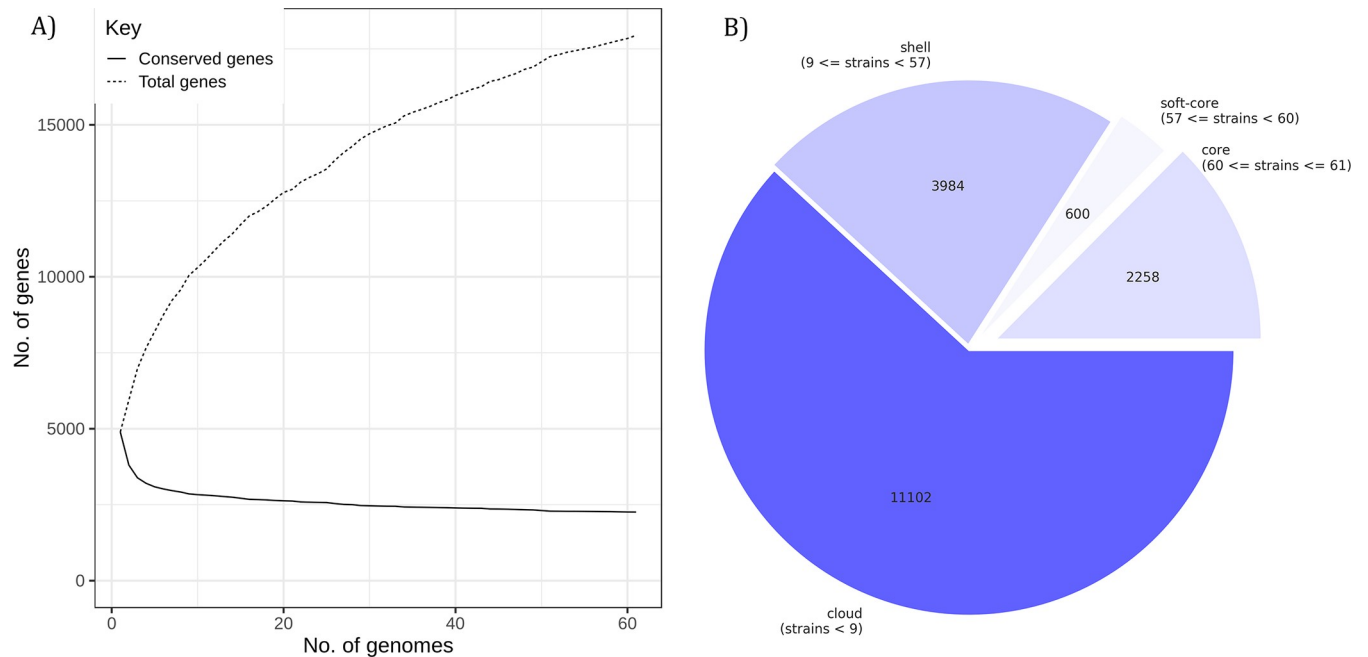 A)
Key
Conserved genes
Total genes
No. of genes
15000
10000
5000
0
0 20 40 60
No. of genomes
B)
shell
(9 <= strains < 57)
soft-core
(57 <= strains < 60)
core
(60 <= strains <= 61)
3984
600
2258
11102
cloud
(strains < 9)